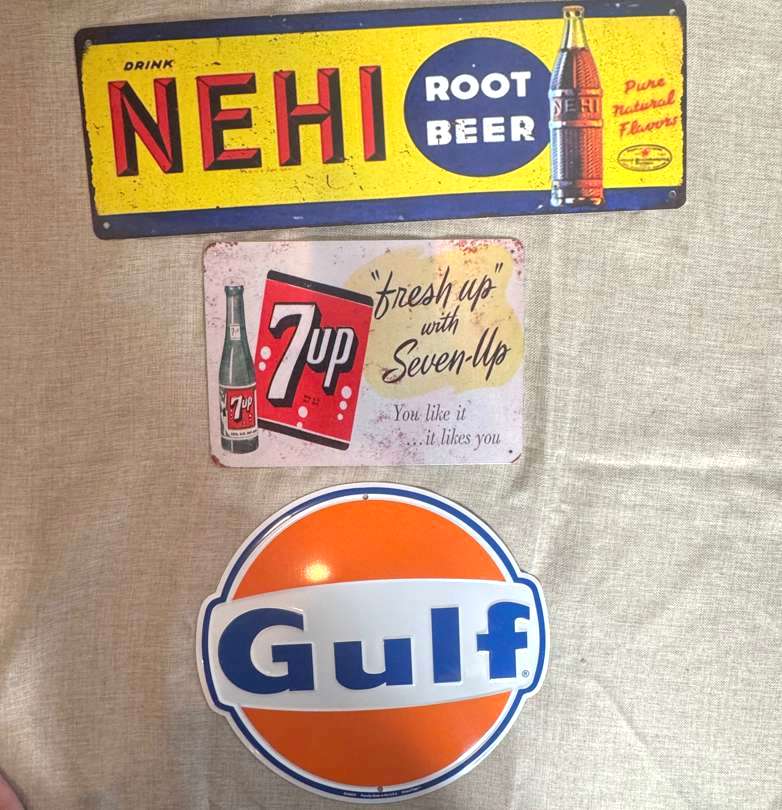 DRINK
NEHI
ROOT
BEER
NEHI
Pure
Natural
Flavors
"fresh up"
with
Seven-Up
7up
7up
You like it
...it likes you
Gulf®